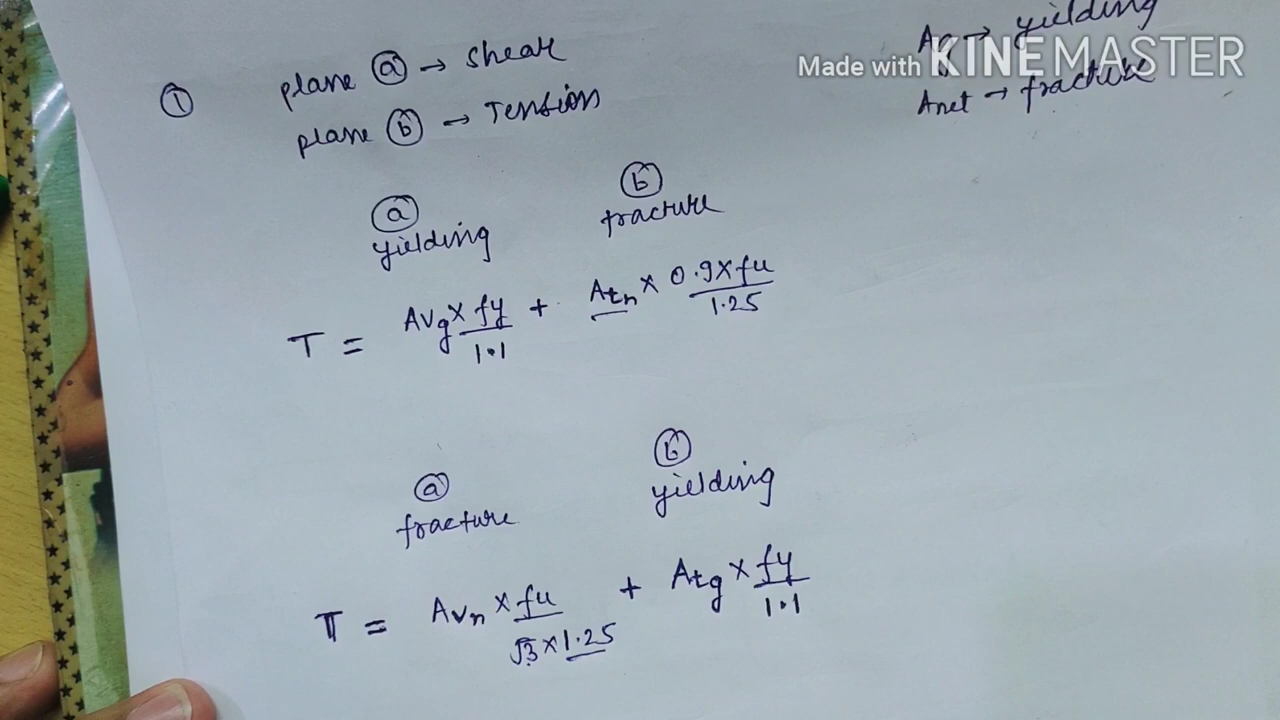 ① plane ⓐ → shear
plane ⓑ → Tension
Ag → yielding
Anet → fracture
Made with KINEMASTER
ⓐ
yielding
ⓑ
fracture
T = Avg × fy/1.1 + Atn × 0.9×fu/1.25
ⓐ
fracture
ⓑ
yielding
T = Avn × fu/√3×1.25 + Atg × fy/1.1